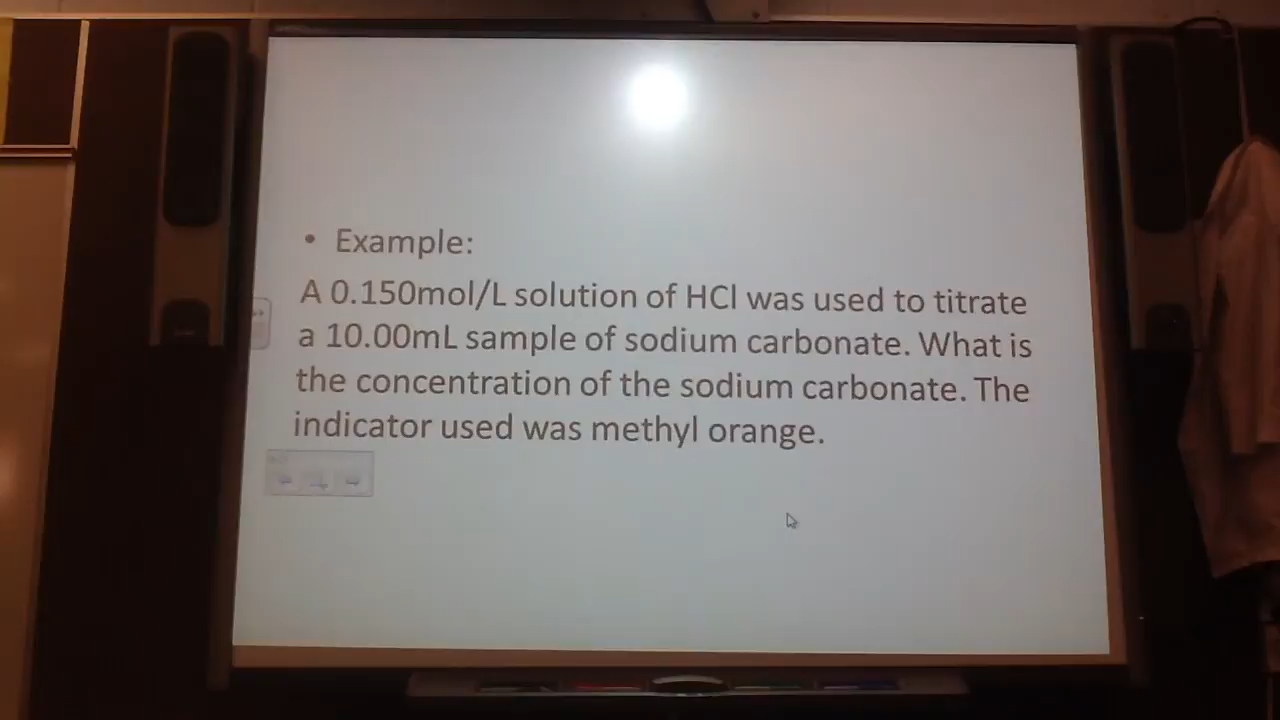 • Example:
A 0.150mol/L solution of HCl was used to titrate
a 10.00mL sample of sodium carbonate. What is
the concentration of the sodium carbonate. The
indicator used was methyl orange.